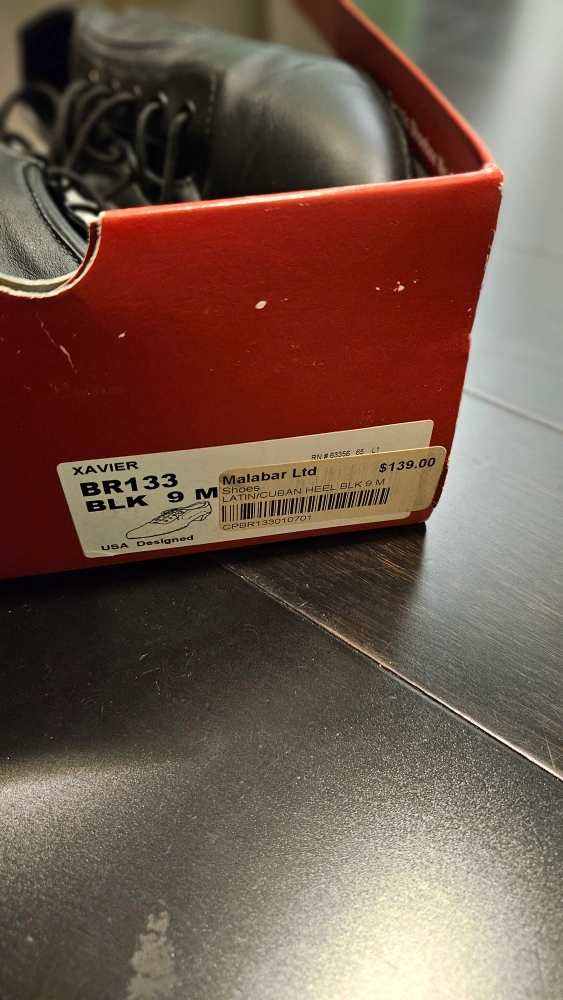 XAVIER
RN # 63356 65 L1
BR133
BLK 9 M
USA Designed
Malabar Ltd $139.00
Shoes
LATIN/CUBAN HEEL BLK 9 M
CPBR133010701